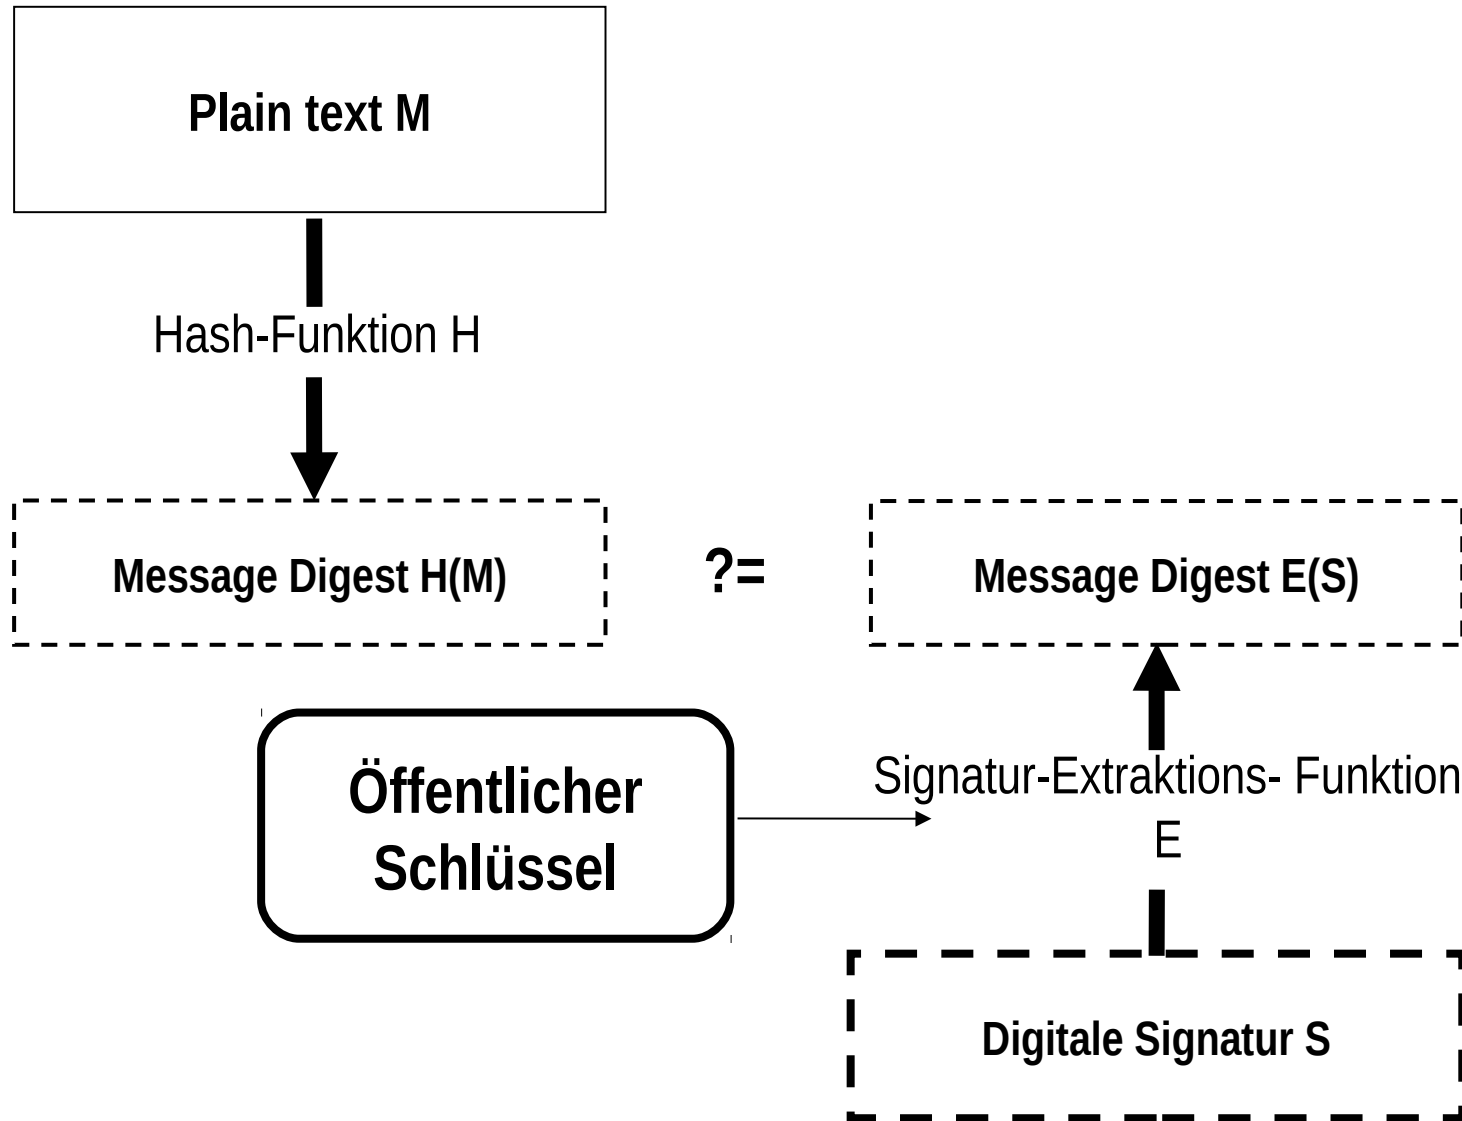 Plain text M
Hash-Funktion H
Message Digest H(M)
?=
Message Digest E(S)
Öffentlicher
Schlüssel
Signatur-Extraktions- Funktion
E
Digitale Signatur S